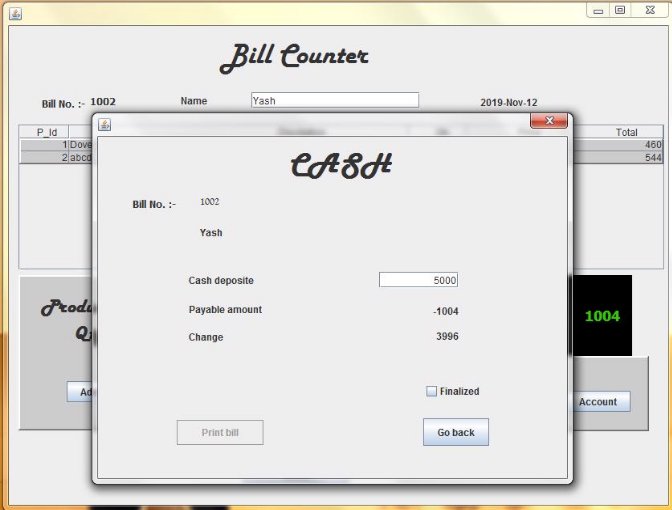 Bill Counter
Bill No. :- 1002 Name Yash 2019-Nov-12
P_Id Total
1 Dove 460
2 abcd 544
CASH
Bill No. :- 1002
Yash
Cash deposite 5000
Payable amount -1004
Change 3996
1004
Finalized
Account
Print bill Go back